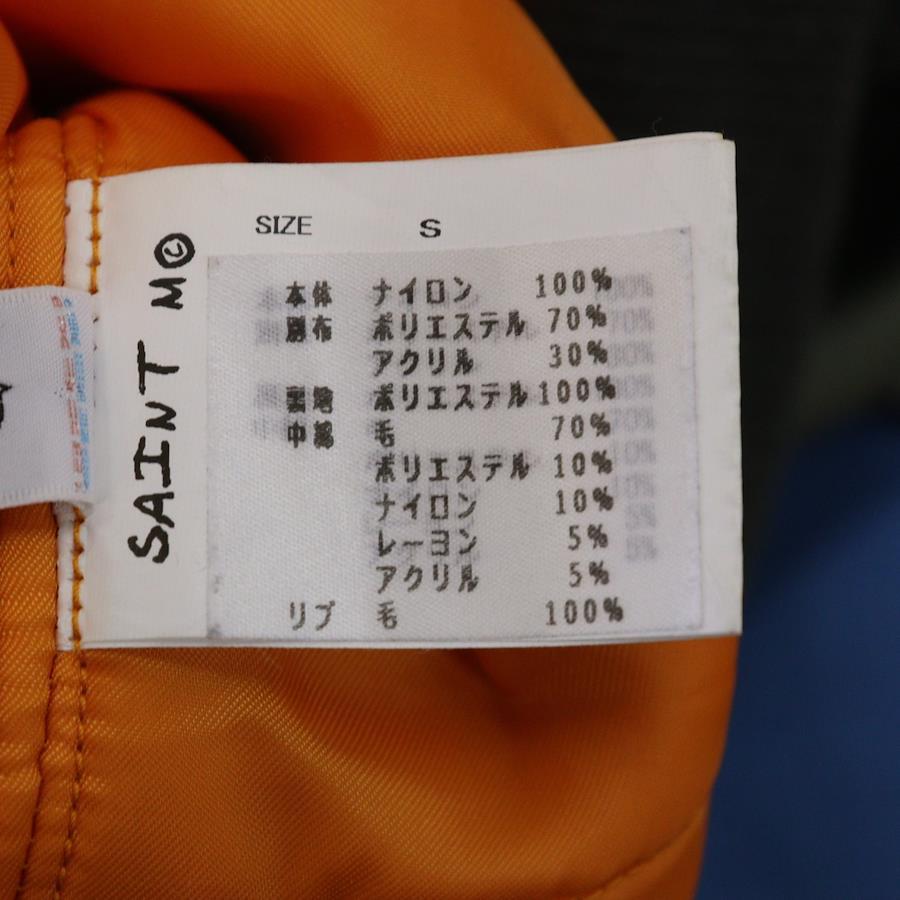 SAINT M©
SIZE S
本体 ナイロン 100%
別布 ポリエステル 70%
アクリル 30%
裏地 ポリエステル 100%
中綿 毛 70%
ポリエステル 10%
ナイロン 10%
レーヨン 5%
アクリル 5%
リブ 毛 100%